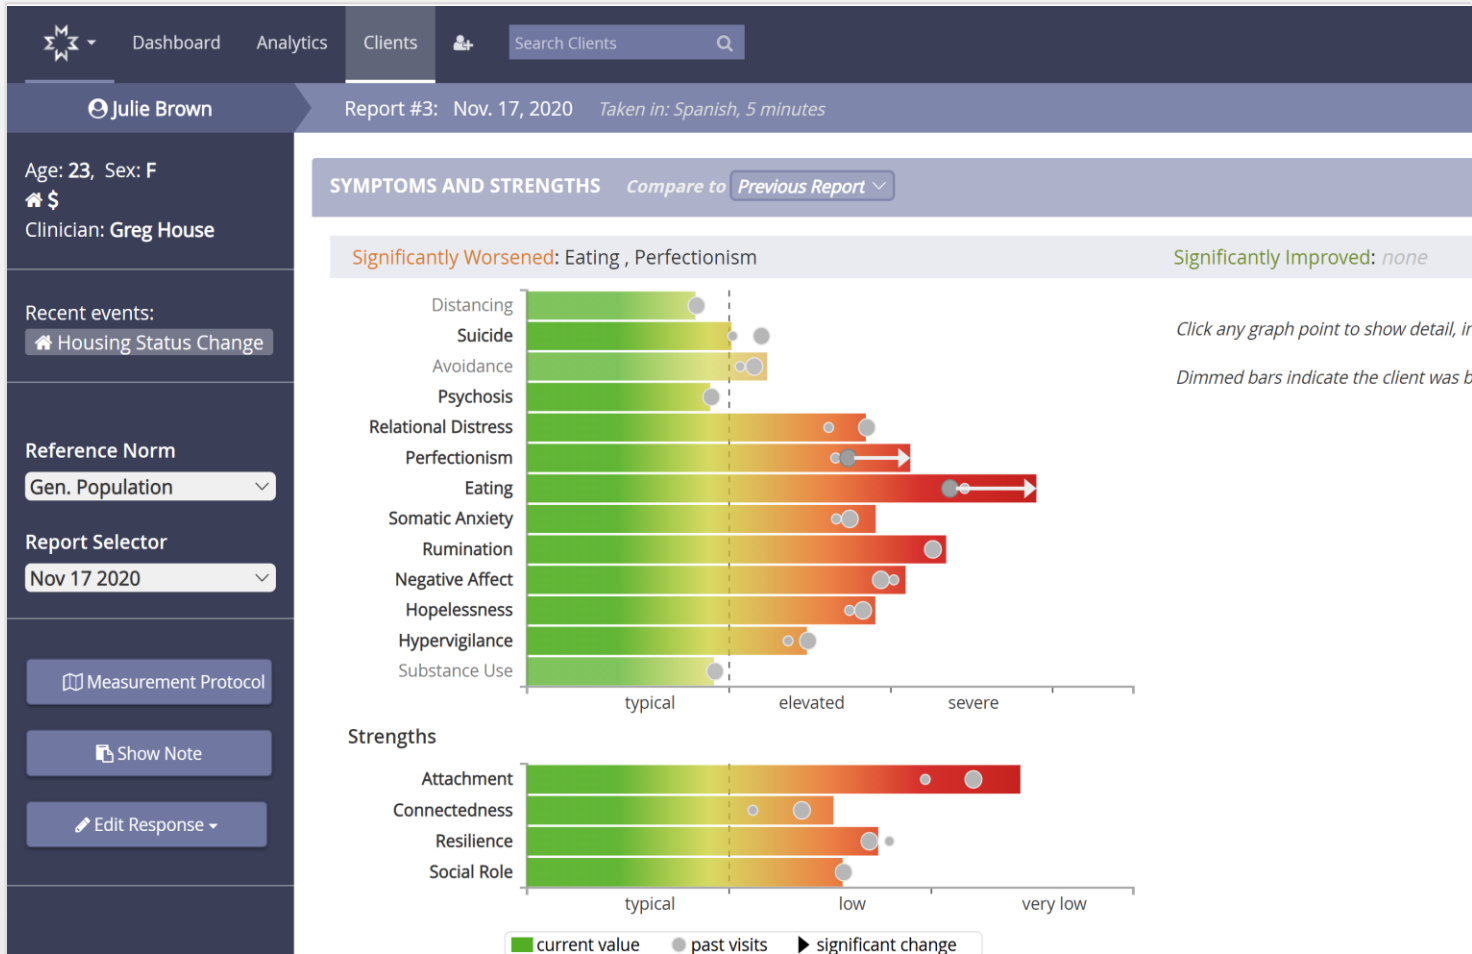 Dashboard Analytics Clients Search Clients
Julie Brown
Report #3: Nov. 17, 2020 Taken in: Spanish, 5 minutes
Age: 23, Sex: F
$
Clinician: Greg House
Recent events:
Housing Status Change
Reference Norm
Gen. Population
Report Selector
Nov 17 2020
Measurement Protocol
Show Note
Edit Response
SYMPTOMS AND STRENGTHS Compare to Previous Report
Significantly Worsened: Eating , Perfectionism
Significantly Improved: none
Click any graph point to show detail, in
Dimmed bars indicate the client was b
Distancing
Suicide
Avoidance
Psychosis
Relational Distress
Perfectionism
Eating
Somatic Anxiety
Rumination
Negative Affect
Hopelessness
Hypervigilance
Substance Use
typical elevated severe
Strengths
Attachment
Connectedness
Resilience
Social Role
typical low very low
current value past visits significant change